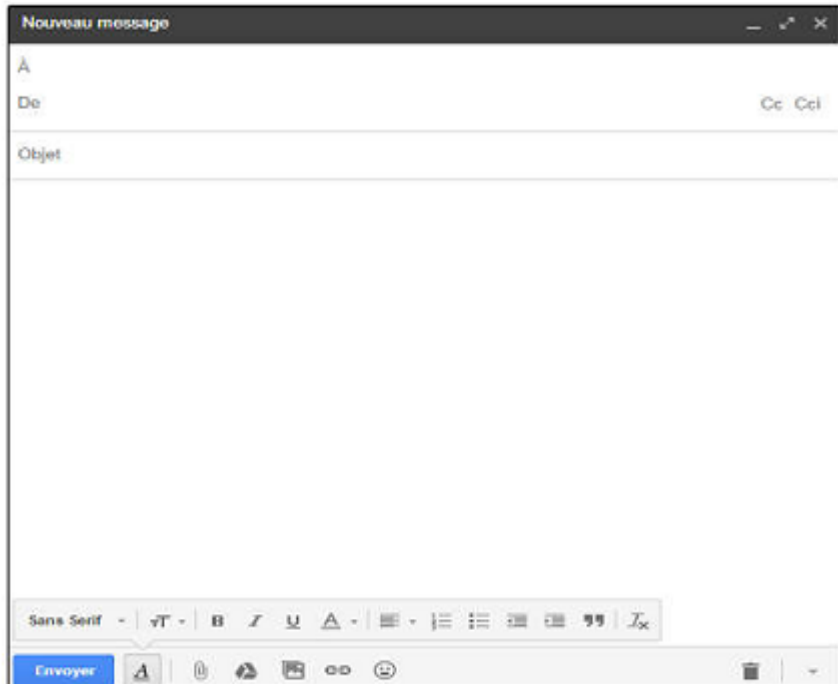 Nouveau message
À
De Cc Cci
Objet
Sans Serif
Envoyer